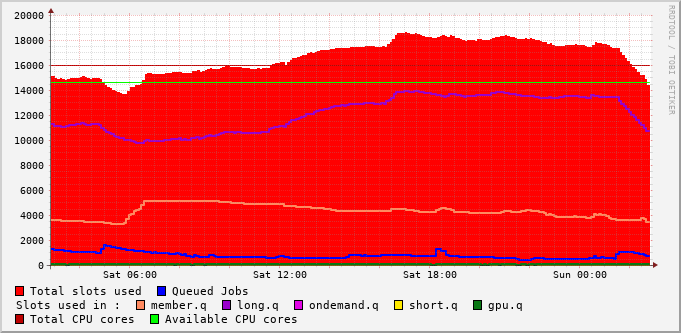 20000
18000
16000
14000
12000
10000
8000
6000
4000
2000
0
Sat 06:00 Sat 12:00 Sat 18:00 Sun 00:00
Total slots used Queued Jobs
Slots used in : member.q long.q ondemand.q short.q gpu.q
Total CPU cores Available CPU cores
RRDTOOL / TOBI OETIKER